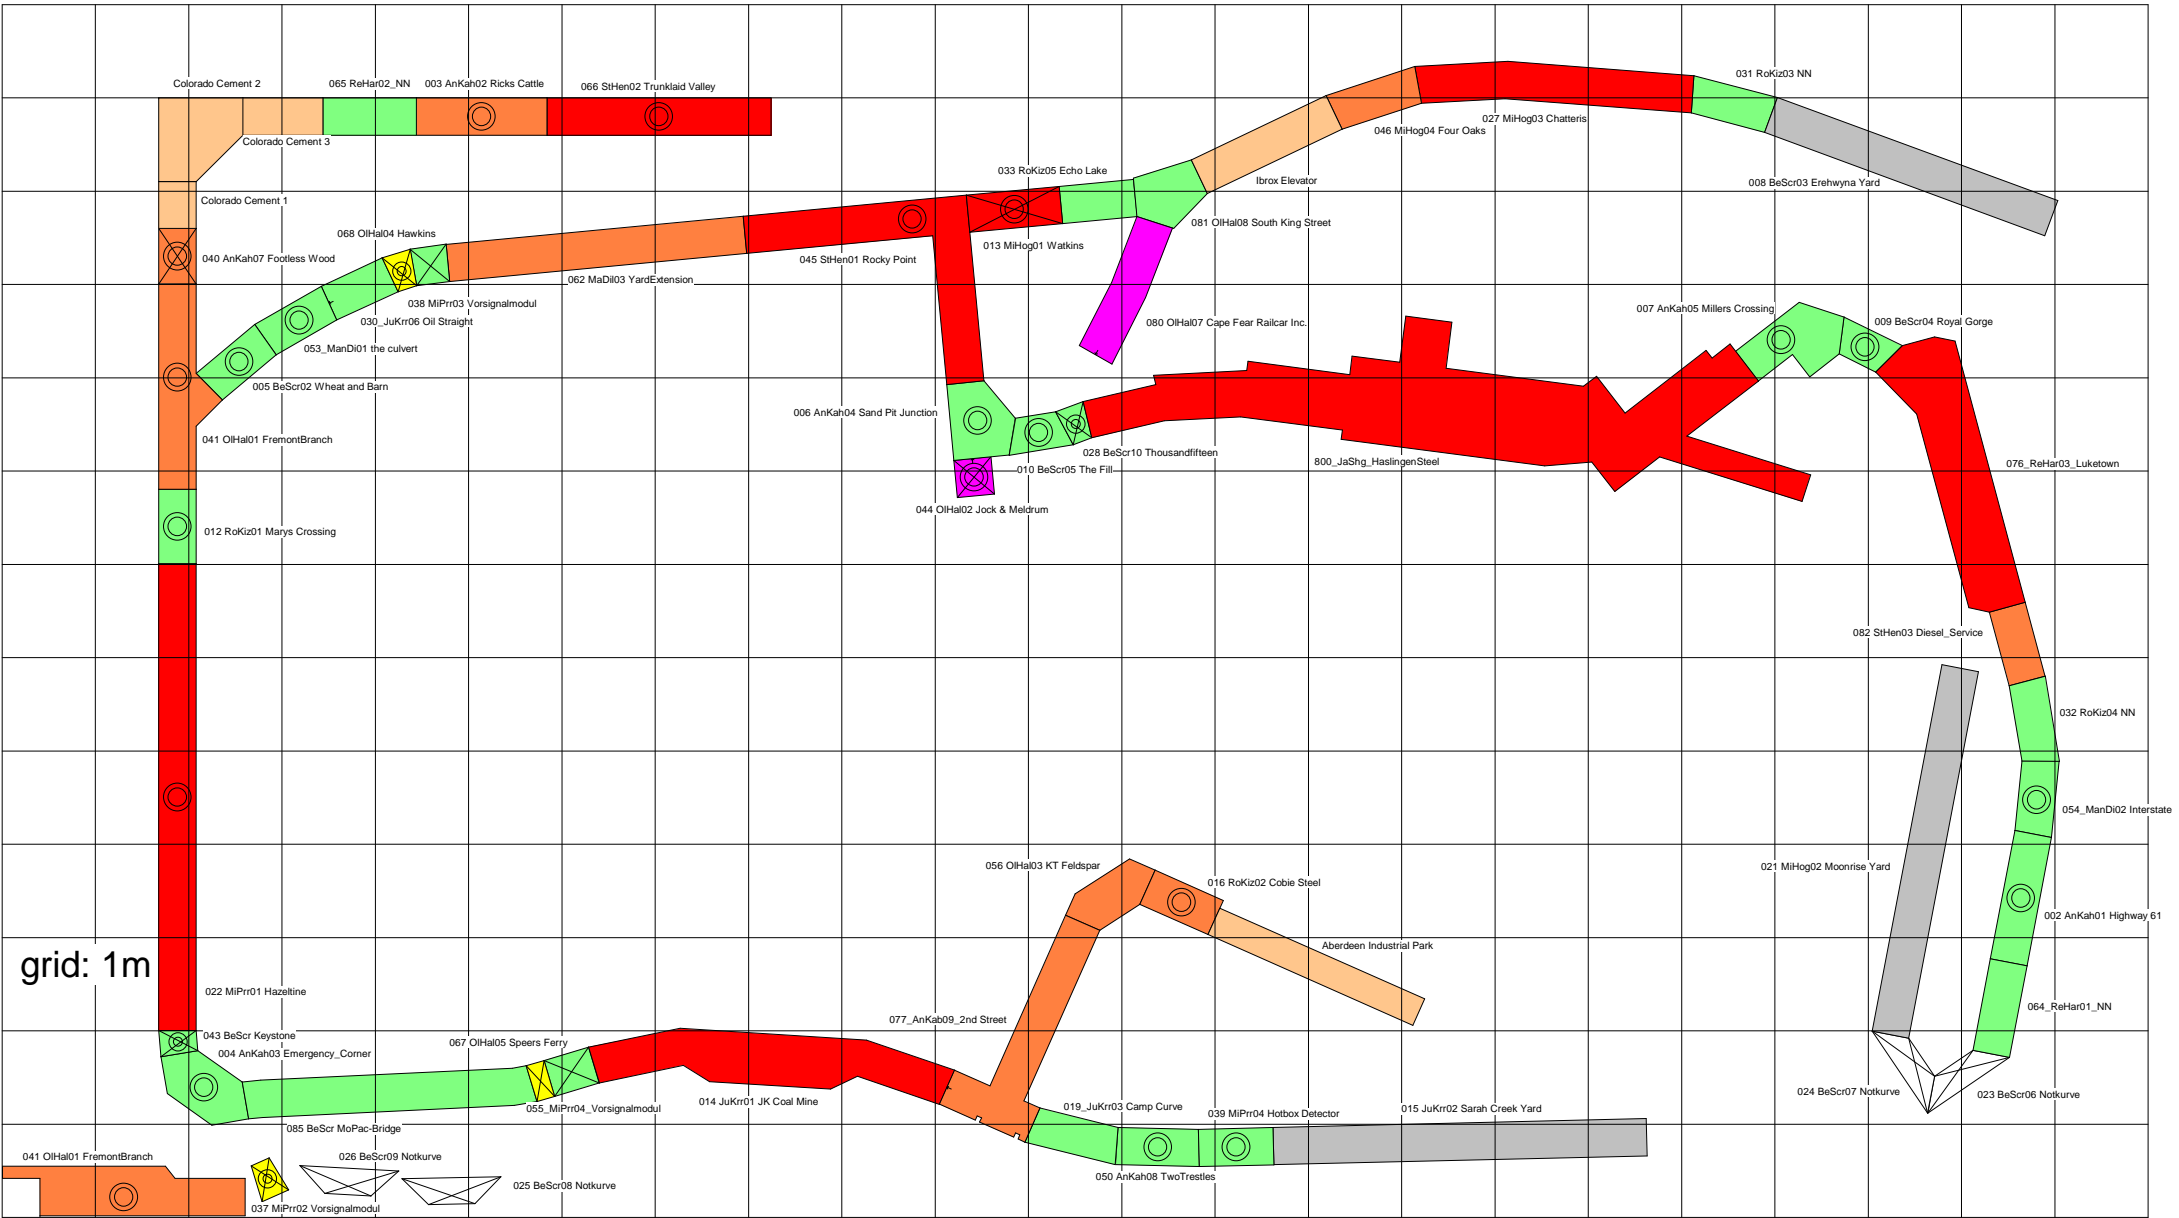 031 RoKiz03 NN
Colorado Cement 2
065 ReHar02_NN
003 AnKah02 Ricks Cattle
066 StHen02 Trunklaid Valley
027 MiHog03 Chatteris
046 MiHog04 Four Oaks
Colorado Cement 3
033 RoKiz05 Echo Lake
Ibrox Elevator
008 BeScr03 Erehwyna Yard
Colorado Cement 1
081 OlHal08 South King Street
068 OlHal04 Hawkins
013 MiHog01 Watkins
040 AnKah07 Footless Wood
045 StHen01 Rocky Point
062 MaDil03 YardExtension
038 MiPrr03 Vorsignalmodul
007 AnKah05 Millers Crossing
030_JuKrr06 Oil Straight
080 OlHal07 Cape Fear Railcar Inc.
009 BeScr04 Royal Gorge
053_ManDi01 the culvert
005 BeScr02 Wheat and Barn
006 AnKah04 Sand Pit Junction
041 OlHal01 FremontBranch
028 BeScr10 Thousandfifteen
800_JaShg_HaslingenSteel
076_ReHar03_Luketown
010 BeScr05 The Fill
044 OlHal02 Jock & Meldrum
012 RoKiz01 Marys Crossing
082 StHen03 Diesel_Service
032 RoKiz04 NN
054_ManDi02 Interstate
056 OlHal03 KT Feldspar
021 MiHog02 Moonrise Yard
016 RoKiz02 Cobie Steel
002 AnKah01 Highway 61
Aberdeen Industrial Park
grid: 1m
022 MiPrr01 Hazeltine
064_ReHar01_NN
077_AnKab09_2nd Street
043 BeScr Keystone
067 OlHal05 Speers Ferry
004 AnKah03 Emergency_Corner
024 BeScr07 Notkurve
023 BeScr06 Notkurve
014 JuKrr01 JK Coal Mine
055_MiPrr04_Vorsignalmodul
019_JuKrr03 Camp Curve
039 MiPrr04 Hotbox Detector
015 JuKrr02 Sarah Creek Yard
085 BeScr MoPac-Bridge
041 OlHal01 FremontBranch
026 BeScr09 Notkurve
050 AnKah08 TwoTrestles
025 BeScr08 Notkurve
037 MiPrr02 Vorsignalmodul